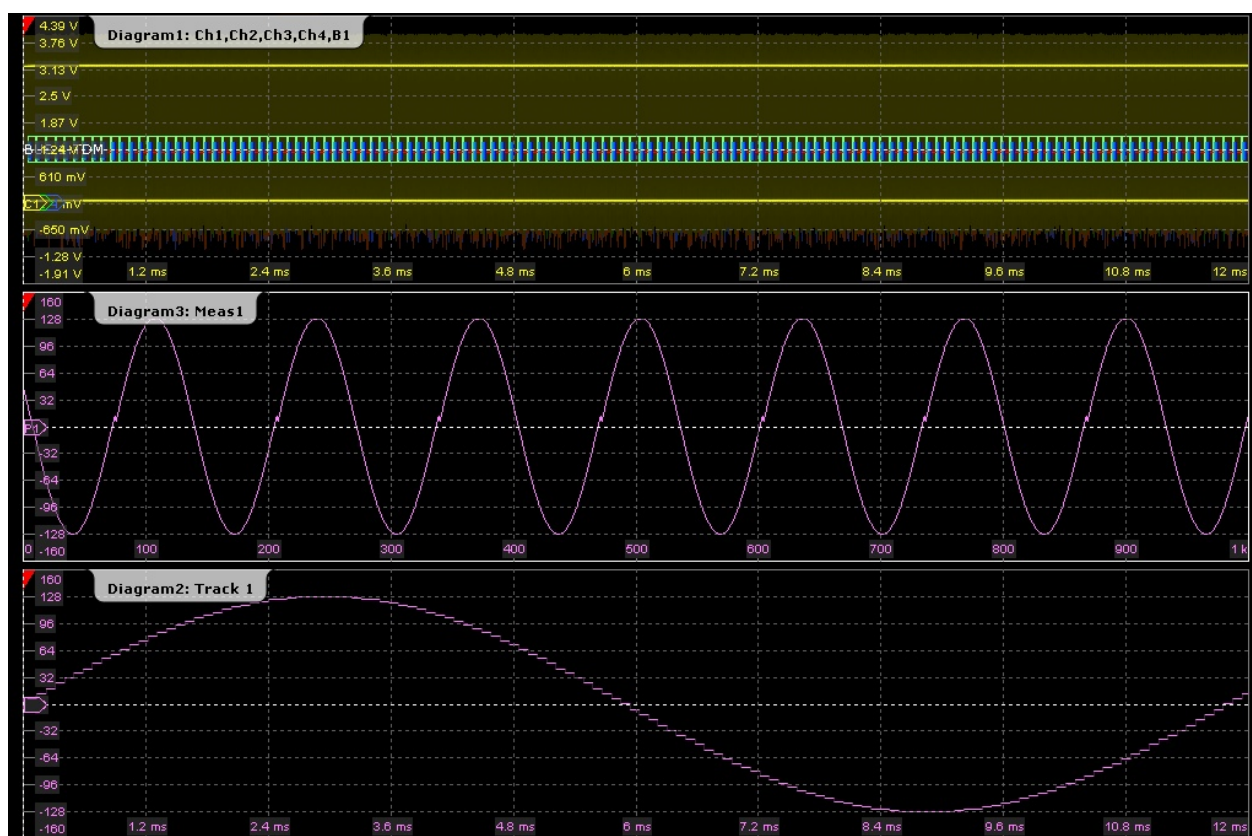 4.39 V
Diagram1: Ch1,Ch2,Ch3,Ch4,B1
3.76 V
3.13 V
2.5 V
1.87 V
1.24 V
TDM
610 mV
C1
mV
-650 mV
-1.28 V
-1.91 V
1.2 ms 2.4 ms 3.6 ms 4.8 ms 6 ms 7.2 ms 8.4 ms 9.6 ms 10.8 ms 12 ms
160
Diagram3: Meas1
128
96
64
32
P1
-32
-64
-96
-128
-160
0 100 200 300 400 500 600 700 800 900 1 k
160
Diagram2: Track 1
128
96
64
32
-32
-64
-96
-128
-160
1.2 ms 2.4 ms 3.6 ms 4.8 ms 6 ms 7.2 ms 8.4 ms 9.6 ms 10.8 ms 12 ms